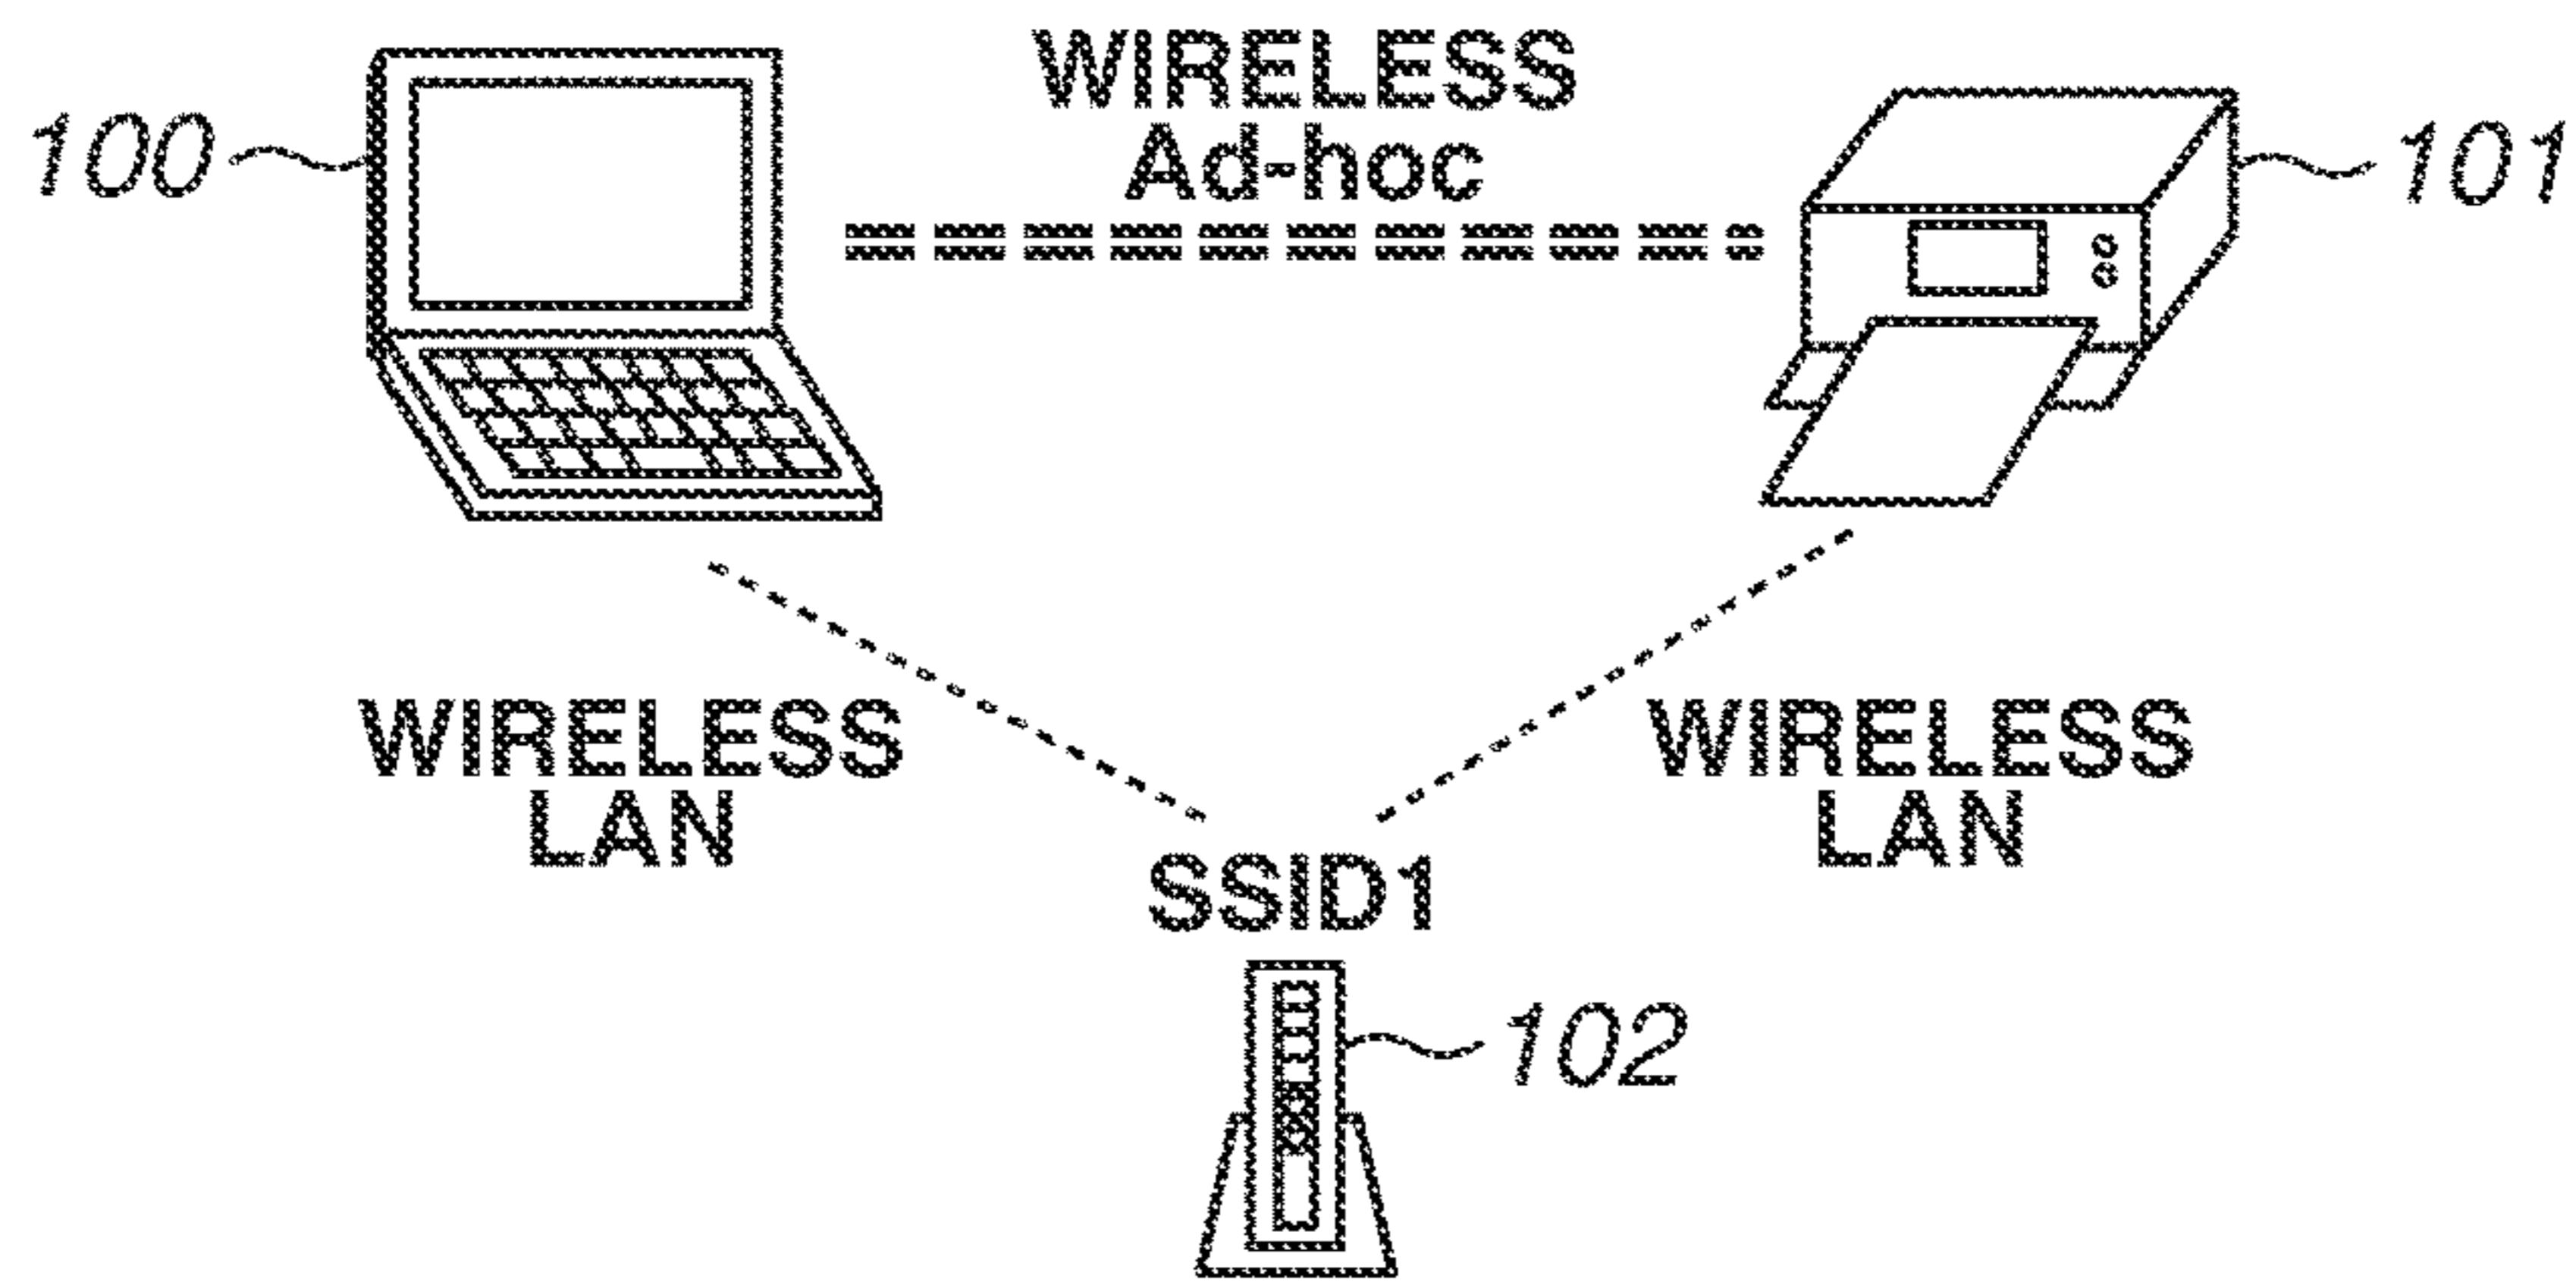 WIRELESS
Ad-hoc
100
101
WIRELESS
LAN
WIRELESS
LAN
SSID1
102